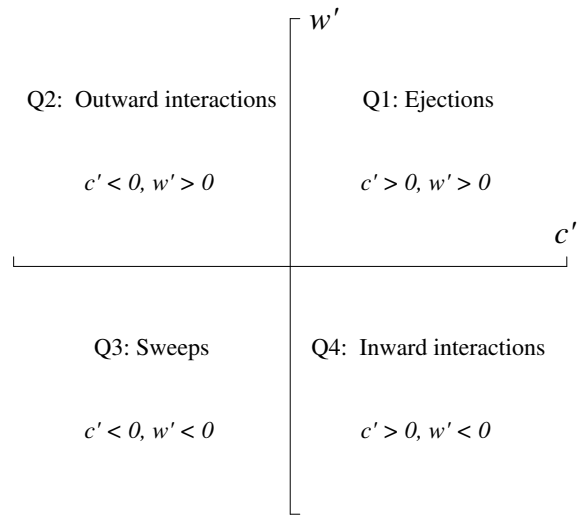 w'
Q2: Outward interactions
Q1: Ejections
c' < 0, w' > 0
c' > 0, w' > 0
c'
Q3: Sweeps
Q4: Inward interactions
c' < 0, w' < 0
c' > 0, w' < 0